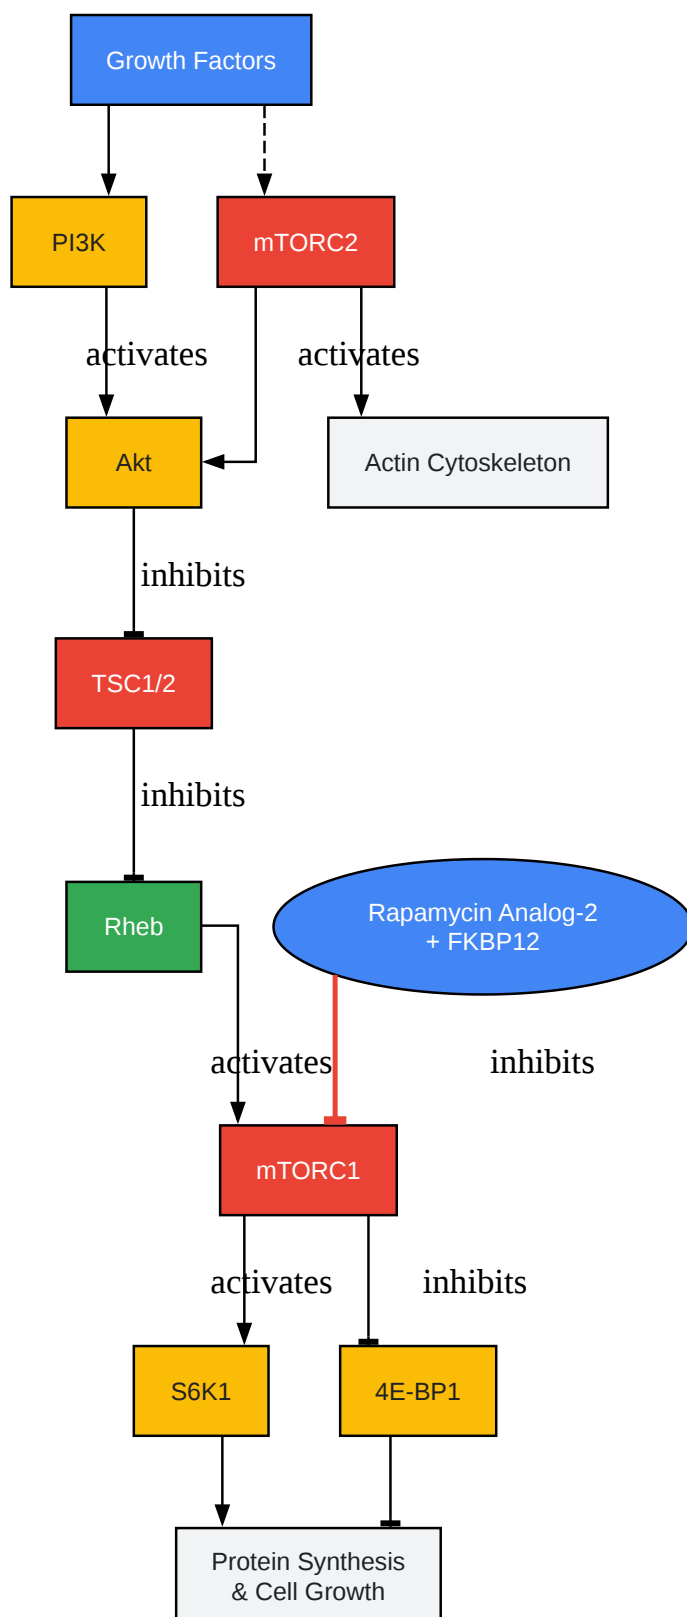 Growth Factors
PI3K
mTORC2
activates
activates
Akt
Actin Cytoskeleton
inhibits
TSC1/2
inhibits
Rheb
Rapamycin Analog-2
+ FKBP12
activates
inhibits
mTORC1
activates
inhibits
S6K1
4E-BP1
Protein Synthesis
& Cell Growth